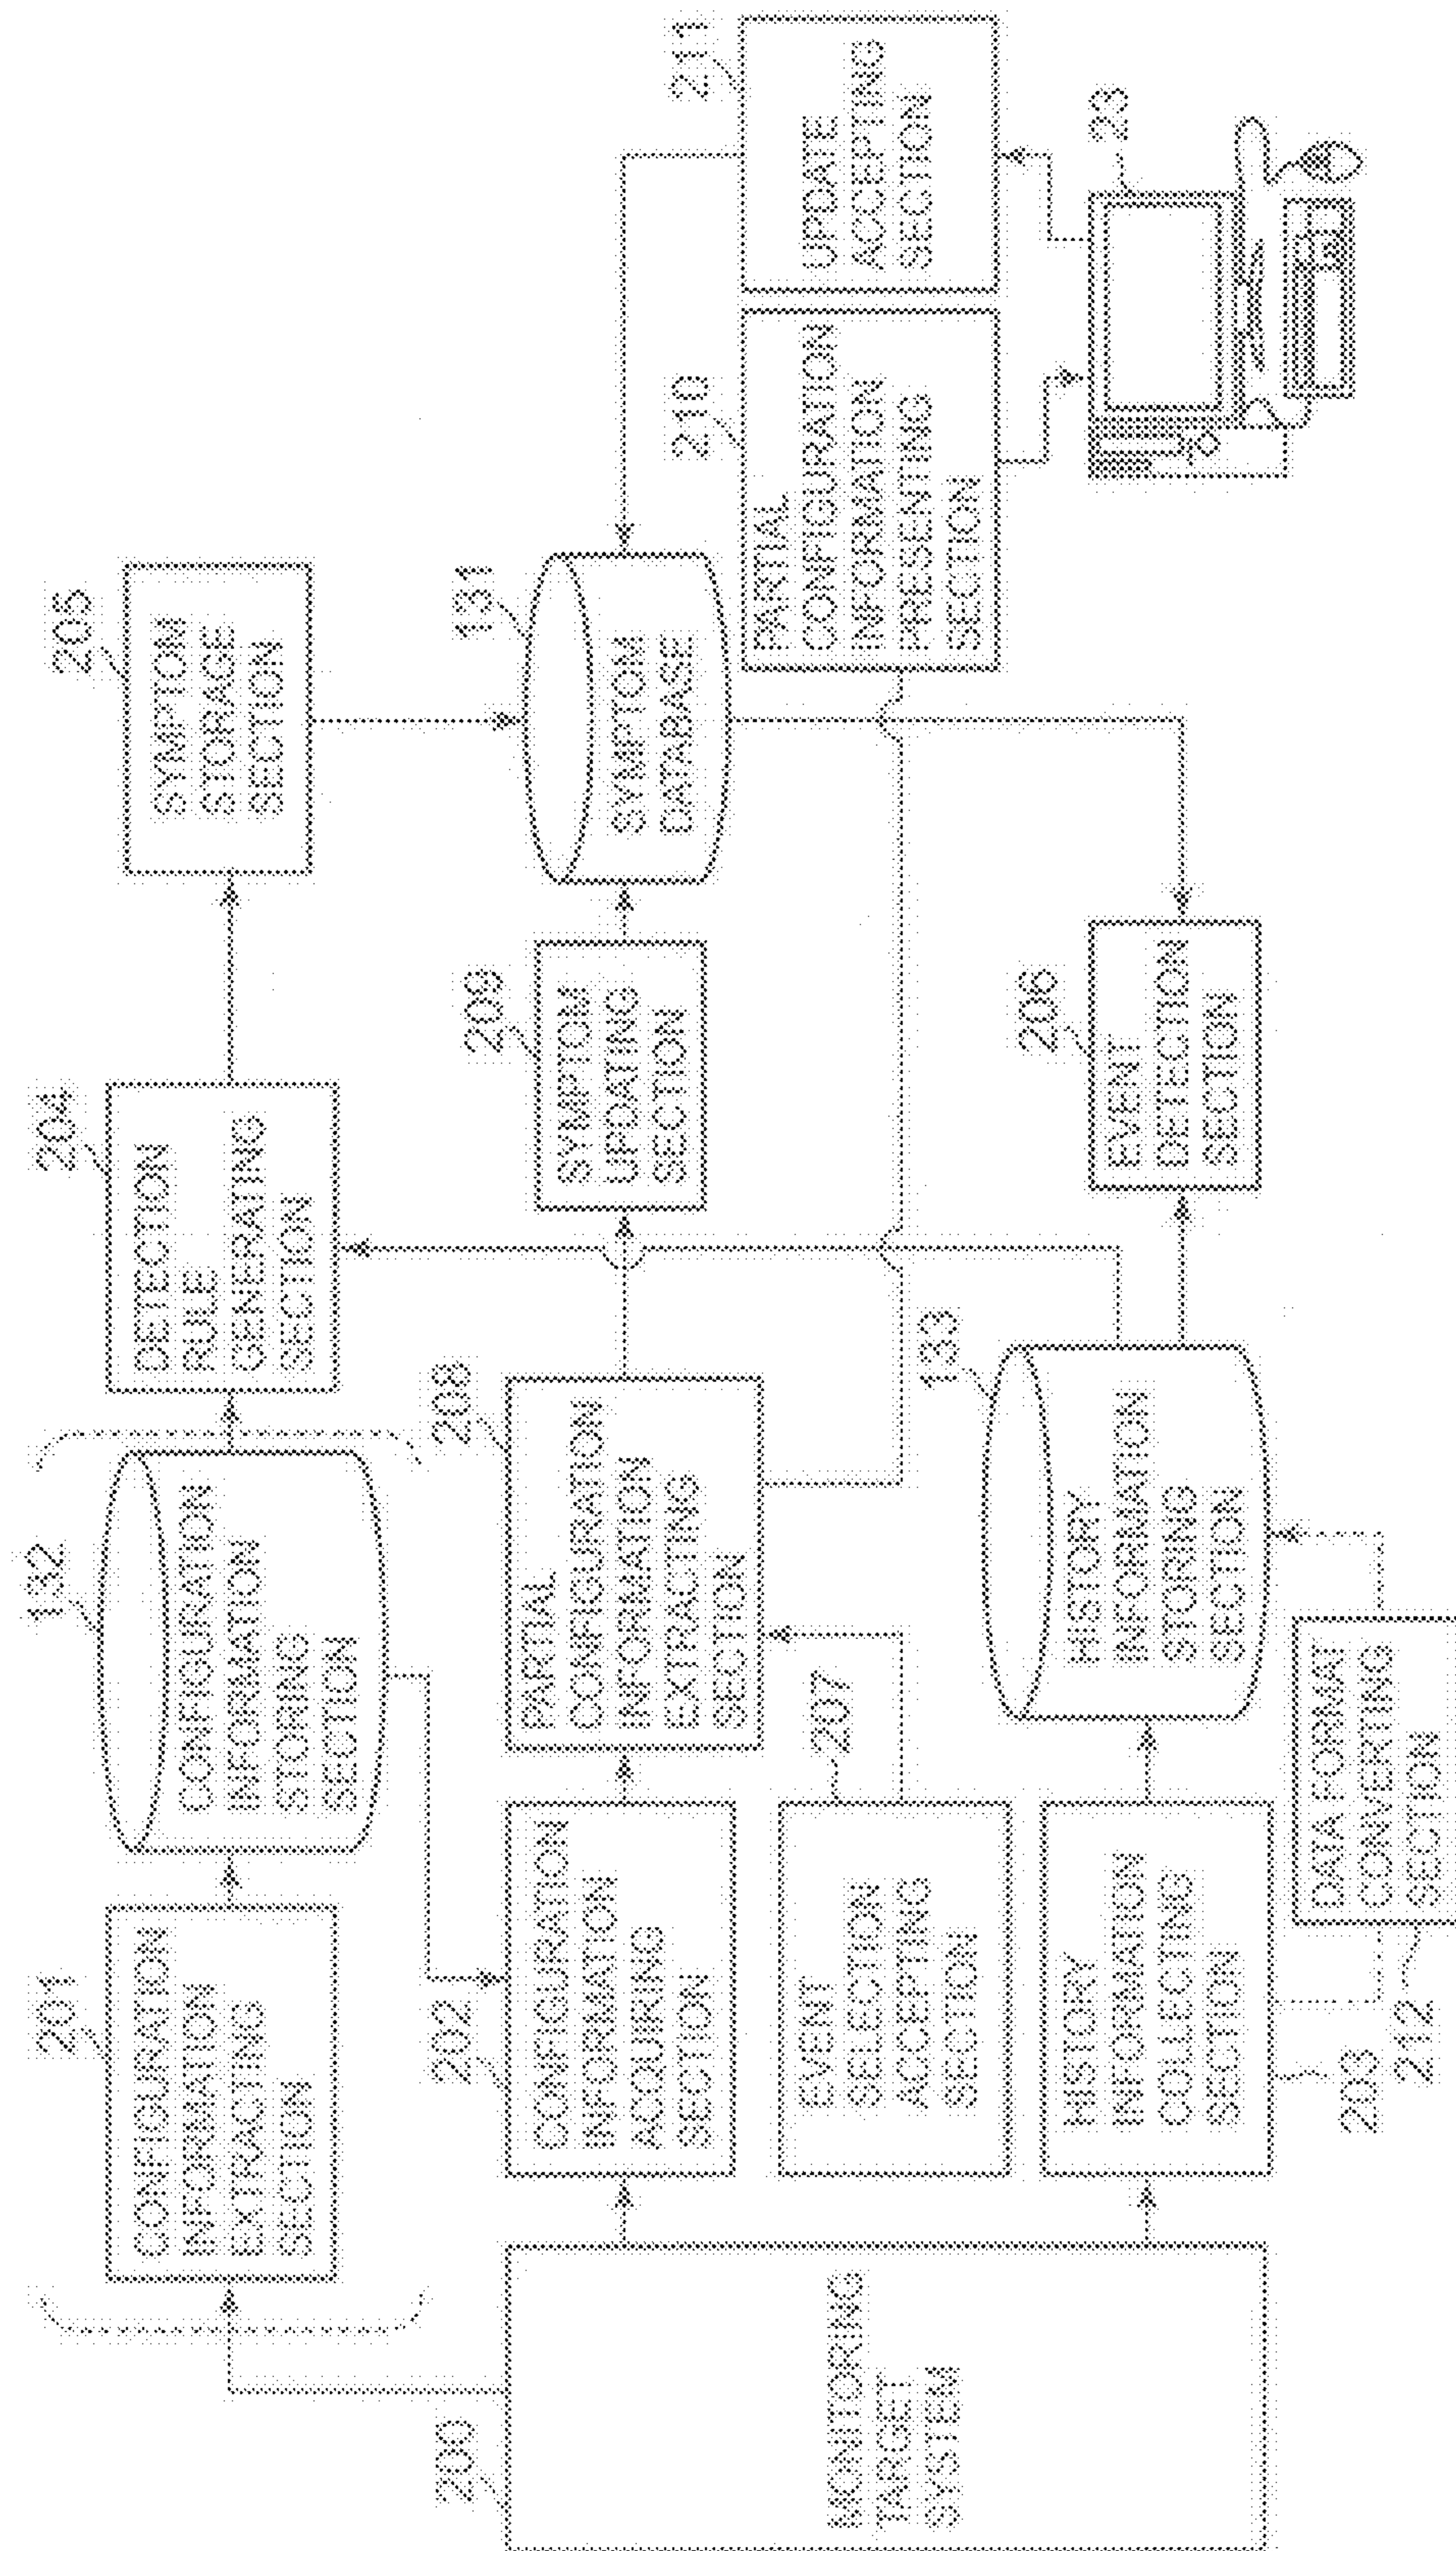 200
MONITORING
TARGET
SYSTEM
201
CONFIGURATION
INFORMATION
EXTRACTING
SECTION
132
CONFIGURATION
INFORMATION
STORING
SECTION
204
DETECTION
RULE
GENERATING
SECTION
205
SYMPTOM
STORAGE
SECTION
202
CONFIGURATION
INFORMATION
ACQUIRING
SECTION
208
PARTIAL
CONFIGURATION
INFORMATION
EXTRACTING
SECTION
209
SYMPTOM
UPDATING
SECTION
131
SYMPTOM
DATABASE
207
EVENT
SELECTION
ACCEPTING
SECTION
210
PARTIAL
CONFIGURATION
INFORMATION
PRESENTING
SECTION
211
UPDATE
ACCEPTING
SECTION
203
HISTORY
INFORMATION
COLLECTING
SECTION
133
HISTORY
INFORMATION
STORING
SECTION
206
EVENT
DETECTION
SECTION
23
212
DATA FORMAT
CONVERTING
SECTION